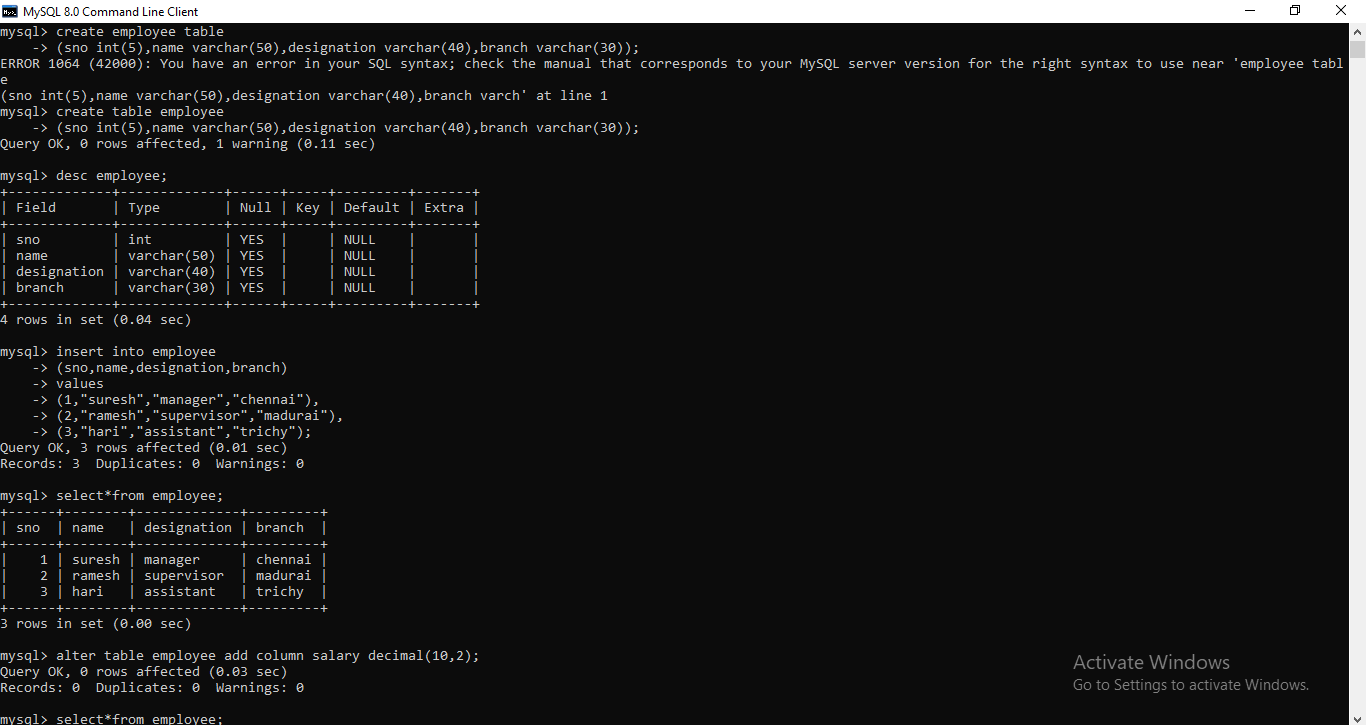 MySQL 8.0 Command Line Client
mysql> create employee table
    -> (sno int(5),name varchar(50),designation varchar(40),branch varchar(30));
ERROR 1064 (42000): You have an error in your SQL syntax; check the manual that corresponds to your MySQL server version for the right syntax to use near 'employee tabl
e
(sno int(5),name varchar(50),designation varchar(40),branch varch' at line 1
mysql> create table employee
    -> (sno int(5),name varchar(50),designation varchar(40),branch varchar(30));
Query OK, 0 rows affected, 1 warning (0.11 sec)

mysql> desc employee;
+-------------+-------------+------+-----+---------+-------+
| Field       | Type        | Null | Key | Default | Extra |
+-------------+-------------+------+-----+---------+-------+
| sno         | int         | YES  |     | NULL    |       |
| name        | varchar(50) | YES  |     | NULL    |       |
| designation | varchar(40) | YES  |     | NULL    |       |
| branch      | varchar(30) | YES  |     | NULL    |       |
+-------------+-------------+------+-----+---------+-------+
4 rows in set (0.04 sec)

mysql> insert into employee
    -> (sno,name,designation,branch)
    -> values
    -> (1,"suresh","manager","chennai"),
    -> (2,"ramesh","supervisor","madurai"),
    -> (3,"hari","assistant","trichy");
Query OK, 3 rows affected (0.01 sec)
Records: 3  Duplicates: 0  Warnings: 0

mysql> select*from employee;
+------+--------+-------------+---------+
| sno  | name   | designation | branch  |
+------+--------+-------------+---------+
|    1 | suresh | manager     | chennai |
|    2 | ramesh | supervisor  | madurai |
|    3 | hari   | assistant   | trichy  |
+------+--------+-------------+---------+
3 rows in set (0.00 sec)

mysql> alter table employee add column salary decimal(10,2);
Query OK, 0 rows affected (0.03 sec)
Records: 0  Duplicates: 0  Warnings: 0

mysql> select*from employee;
Activate Windows
Go to Settings to activate Windows.